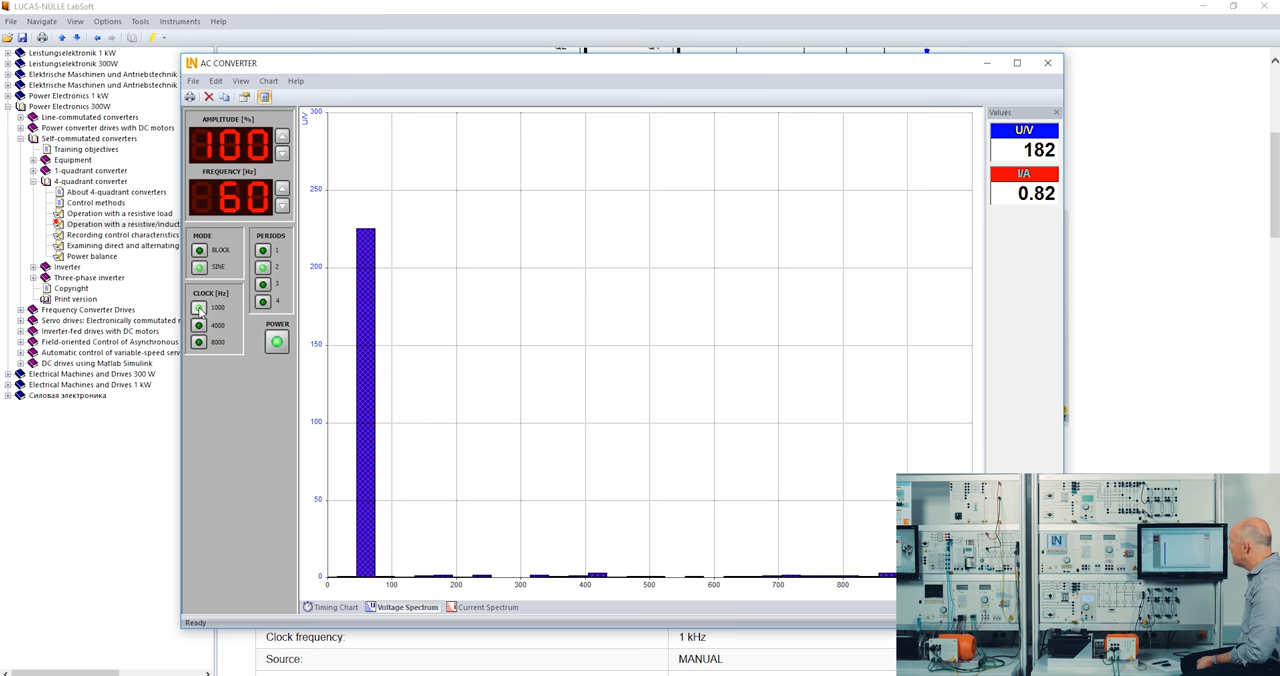 LUCAS-NÜLLE LabSoft
File Navigate View Options Tools Instruments Help
Leistungselektronik 1 kW
Leistungselektronik 300W
Elektrische Maschinen und Antriebstechnik
Elektrische Maschinen und Antriebstechnik
Power Electronics 1 kW
Power Electronics 300W
Line-commutated converters
Power converter drives with DC motors
Self-commutated converters
Training objectives
Equipment
1-quadrant converter
4-quadrant converter
About 4-quadrant converters
Control methods
Operation with a resistive load
Operation with a resistive/induct
Recording control characteristics
Examining direct and alternating
Power balance
Inverter
Three-phase inverter
Copyright
Print version
Frequency Converter Drives
Servo drives: Electronically commutated
Inverter-fed drives with DC motors
Field-oriented Control of Asynchronous
Automatic control of variable-speed serv
DC drives using Matlab Simulink
Electrical Machines and Drives 300 W
Electrical Machines and Drives 1 kW
Силовая электроника
LN AC CONVERTER
File Edit View Chart Help
AMPLITUDE [%]
100
FREQUENCY [Hz]
60
MODE
BLOCK
SINE
PERIODS
1
2
3
4
CLOCK [Hz]
1000
4000
8000
POWER
U/V
300
250
200
150
100
50
0
0 100 200 300 400 500 600 700 800
Timing Chart Voltage Spectrum Current Spectrum
Ready
Values
U/V
182
I/A
0.82
Clock frequency: 1 kHz
Source: MANUAL
LN